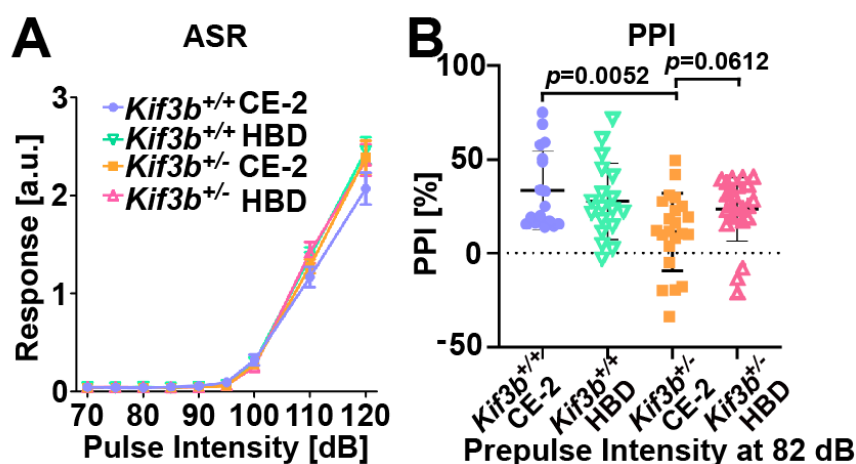 A
ASR
3
2
1
0
Response [a.u.]
Kif3b+/+ CE-2
Kif3b+/+ HBD
Kif3b+/- CE-2
Kif3b+/- HBD
70 80 90 100 110 120
Pulse Intensity [dB]
B
PPI
p=0.0052
p=0.0612
100
50
0
-50
PPI [%]
Kif3b+/+
CE-2
Kif3b+/+
HBD
Kif3b+/-
CE-2
Kif3b+/-
HBD
Prepulse Intensity at 82 dB